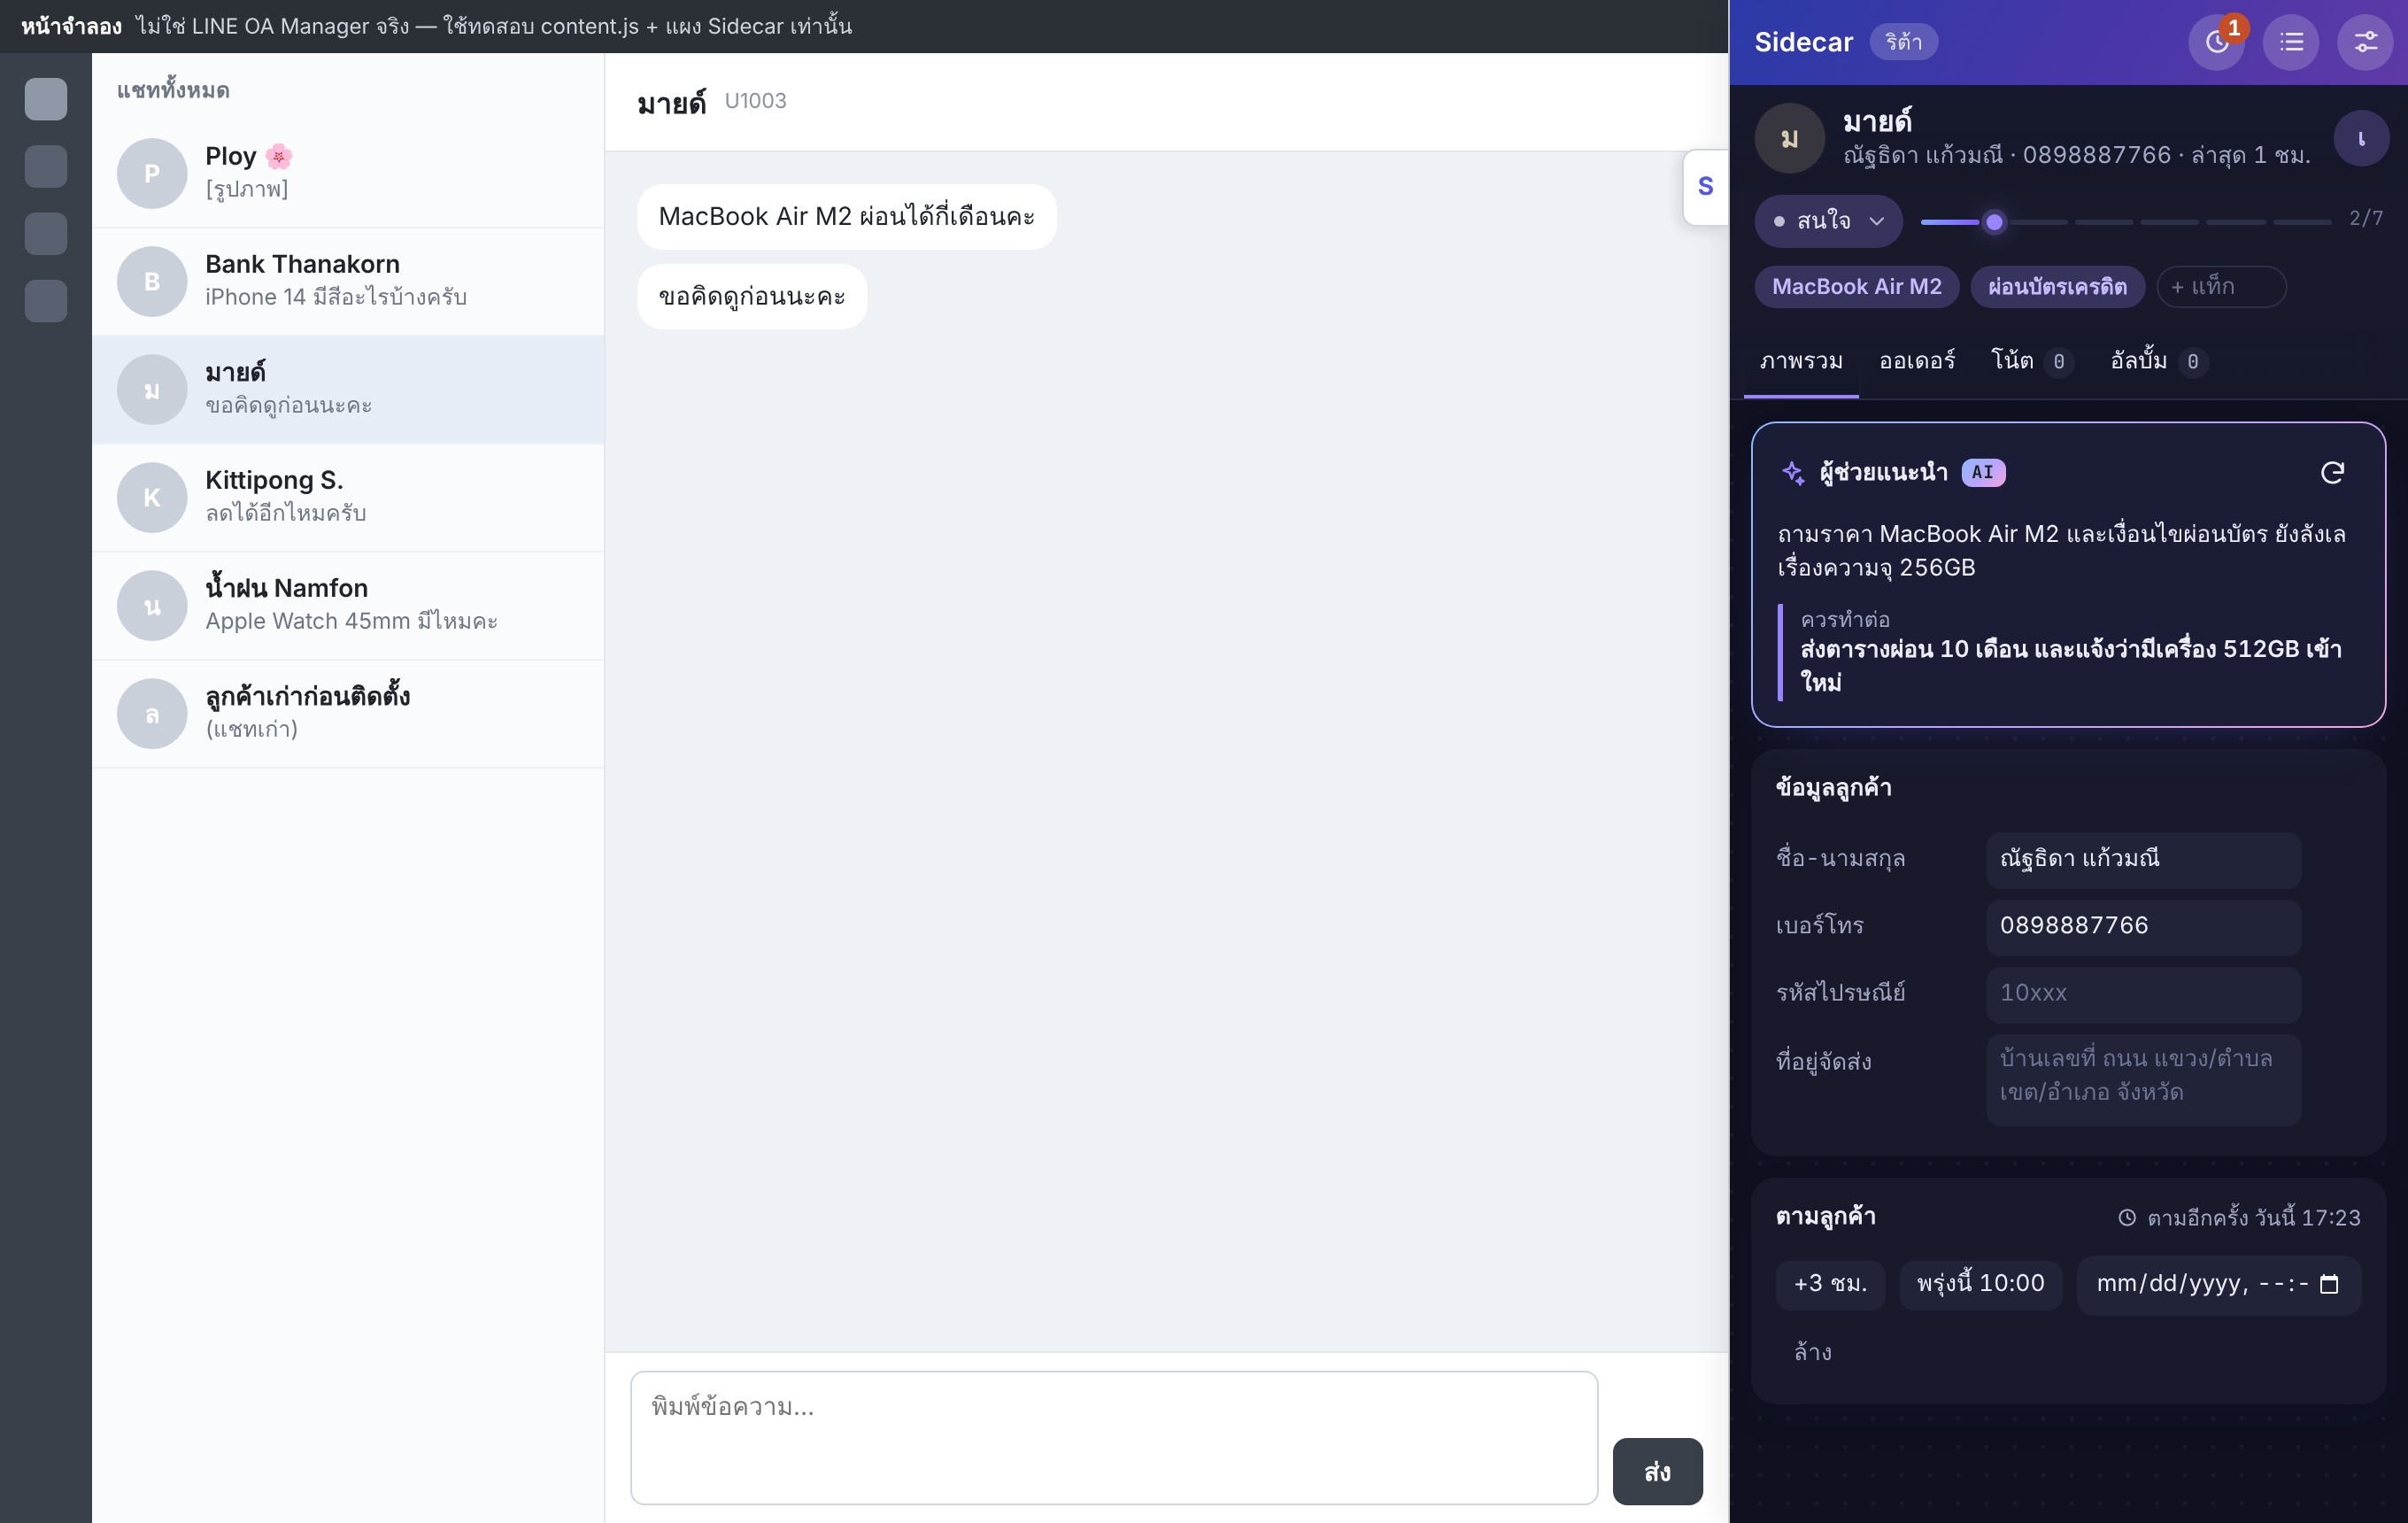 หน้าจำลอง ไม่ใช่ LINE OA Manager จริง — ใช้ทดสอบ content.js + แผง Sidecar เท่านั้น
แชททั้งหมด
P
Ploy 🌸
[รูปภาพ]
B
Bank Thanakorn
iPhone 14 มีสีอะไรบ้างครับ
ม
มายด์
ขอคิดดูก่อนนะคะ
K
Kittipong S.
ลดได้อีกไหมครับ
น
น้ำฝน Namfon
Apple Watch 45mm มีไหมคะ
ล
ลูกค้าเก่าก่อนติดตั้ง
(แชทเก่า)
มายด์ U1003
MacBook Air M2 ผ่อนได้กี่เดือนคะ
ขอคิดดูก่อนนะคะ
S
พิมพ์ข้อความ...
ส่ง
Sidecar ริต้า 1
ม
มายด์
ณัฐธิดา แก้วมณี · 0898887766 · ล่าสุด 1 ชม.
เ
สนใจ 2/7
MacBook Air M2 ผ่อนบัตรเครดิต + แท็ก
ภาพรวม ออเดอร์ โน้ต 0 อัลบั้ม 0
ผู้ช่วยแนะนำ AI
ถามราคา MacBook Air M2 และเงื่อนไขผ่อนบัตร ยังลังเล
เรื่องความจุ 256GB
ควรทำต่อ
ส่งตารางผ่อน 10 เดือน และแจ้งว่ามีเครื่อง 512GB เข้า
ใหม่
ข้อมูลลูกค้า
ชื่อ-นามสกุล ณัฐธิดา แก้วมณี
เบอร์โทร 0898887766
รหัสไปรษณีย์ 10xxx
ที่อยู่จัดส่ง บ้านเลขที่ ถนน แขวง/ตำบล
เขต/อำเภอ จังหวัด
ตามลูกค้า ตามอีกครั้ง วันนี้ 17:23
+3 ชม. พรุ่งนี้ 10:00 mm/dd/yyyy, --:-
ล้าง